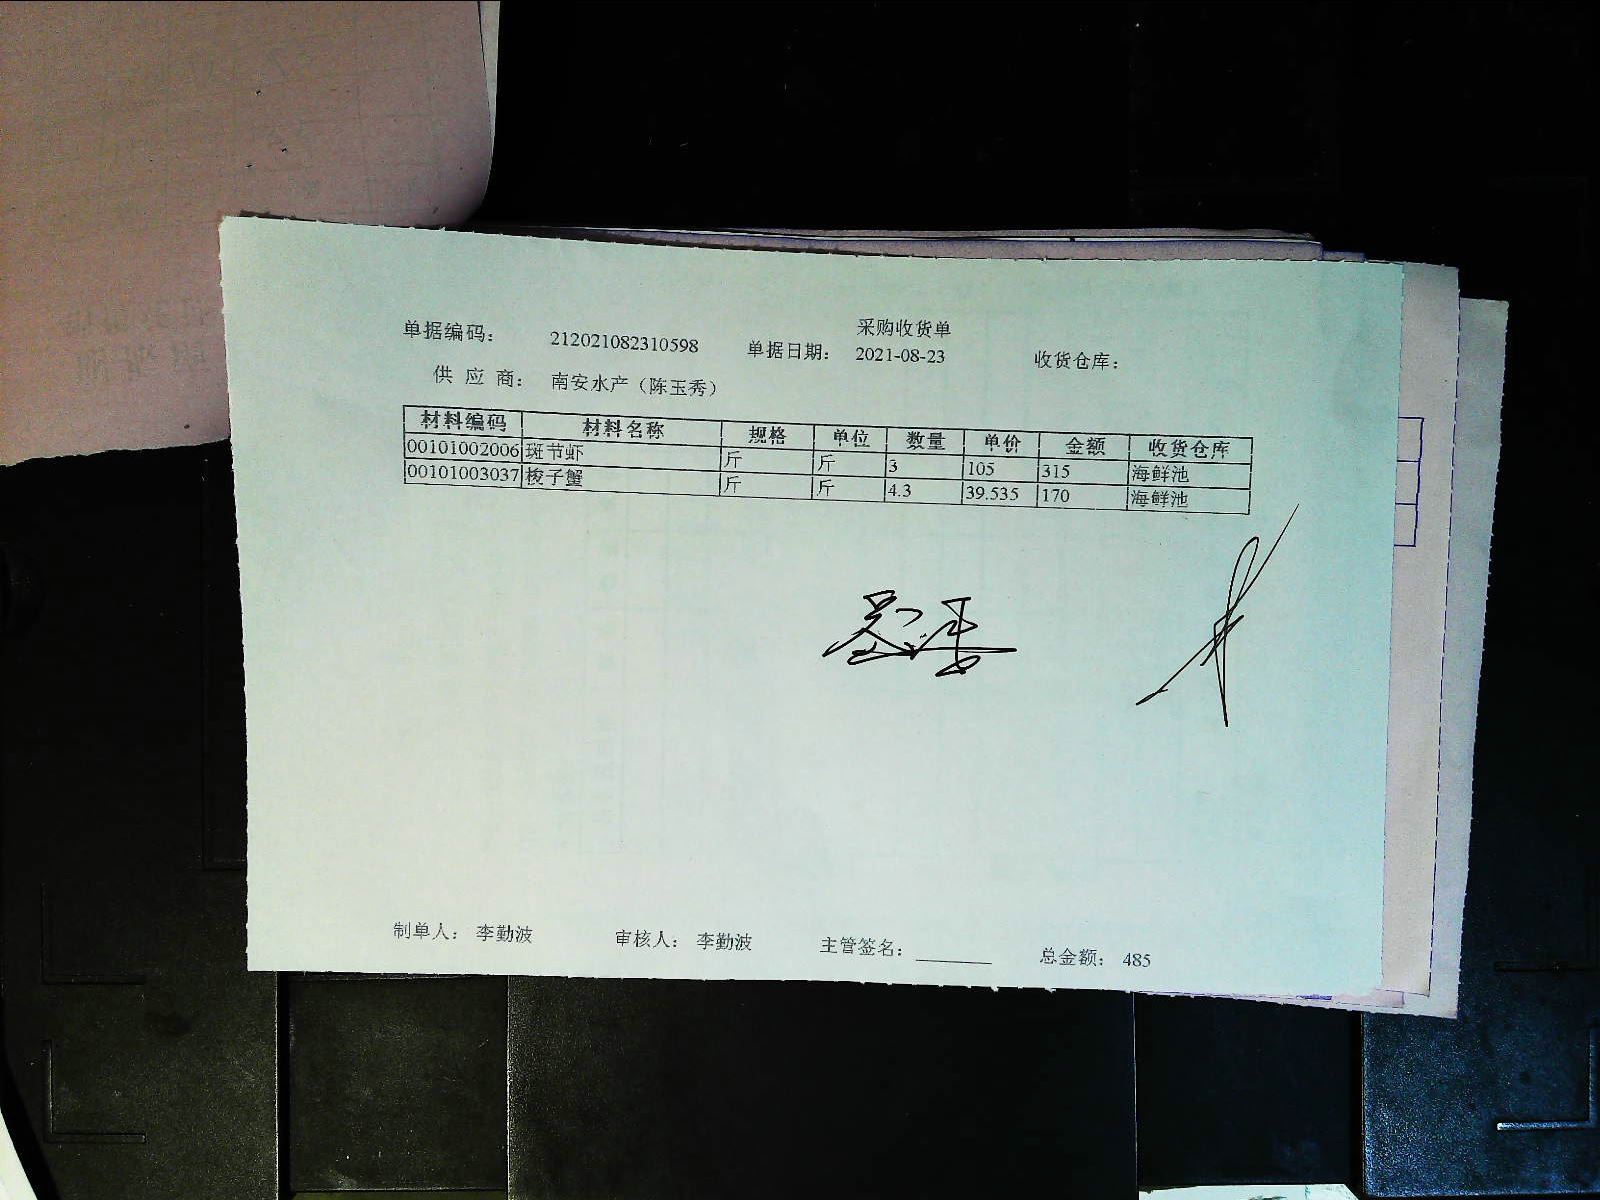 采购收货单
单据编码： 212021082310598 单据日期： 2021-08-23 收货仓库：
供 应 商： 南安水产（陈玉秀）
材料编码 材料名称 规格 单位 数量 单价 金额 收货仓库
00101002006 斑节虾 斤 斤 3 105 315 海鲜池
00101003037 梭子蟹 斤 斤 4.3 39.535 170 海鲜池
制单人： 李勤波 审核人： 李勤波 主管签名： 总金额： 485